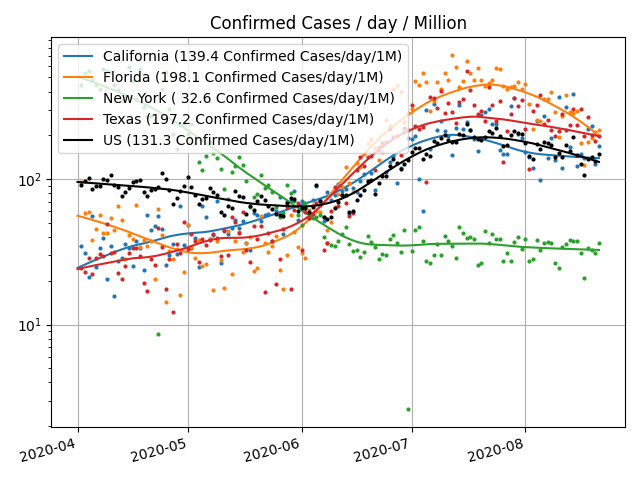 Confirmed Cases / day / Million
California (139.4 Confirmed Cases/day/1M)
Florida (198.1 Confirmed Cases/day/1M)
New York ( 32.6 Confirmed Cases/day/1M)
Texas (197.2 Confirmed Cases/day/1M)
US (131.3 Confirmed Cases/day/1M)
10²
10¹
2020-04 2020-05 2020-06 2020-07 2020-08